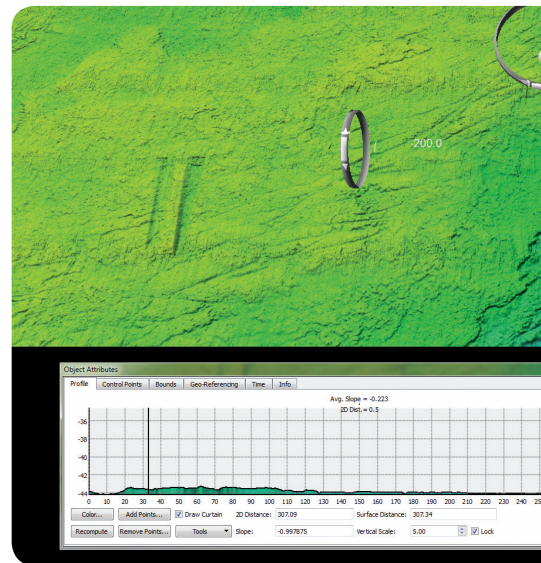 -200.0
Object Attributes
Profile Control Points Bounds Geo-Referencing Time Info
Avg. Slope = -0.223
2D Dist. = 0.5
-36
-38
-40
-42
-44
0 10 20 30 40 50 60 70 80 90 100 110 120 130 140 150 160 170 180 190 200 210 220 230 240
Color... Add Points... Draw Curtain 2D Distance: 307.09 Surface Distance: 307.34
Recompute Remove Points... Tools Slope: -0.997875 Vertical Scale: 5.00 Lock